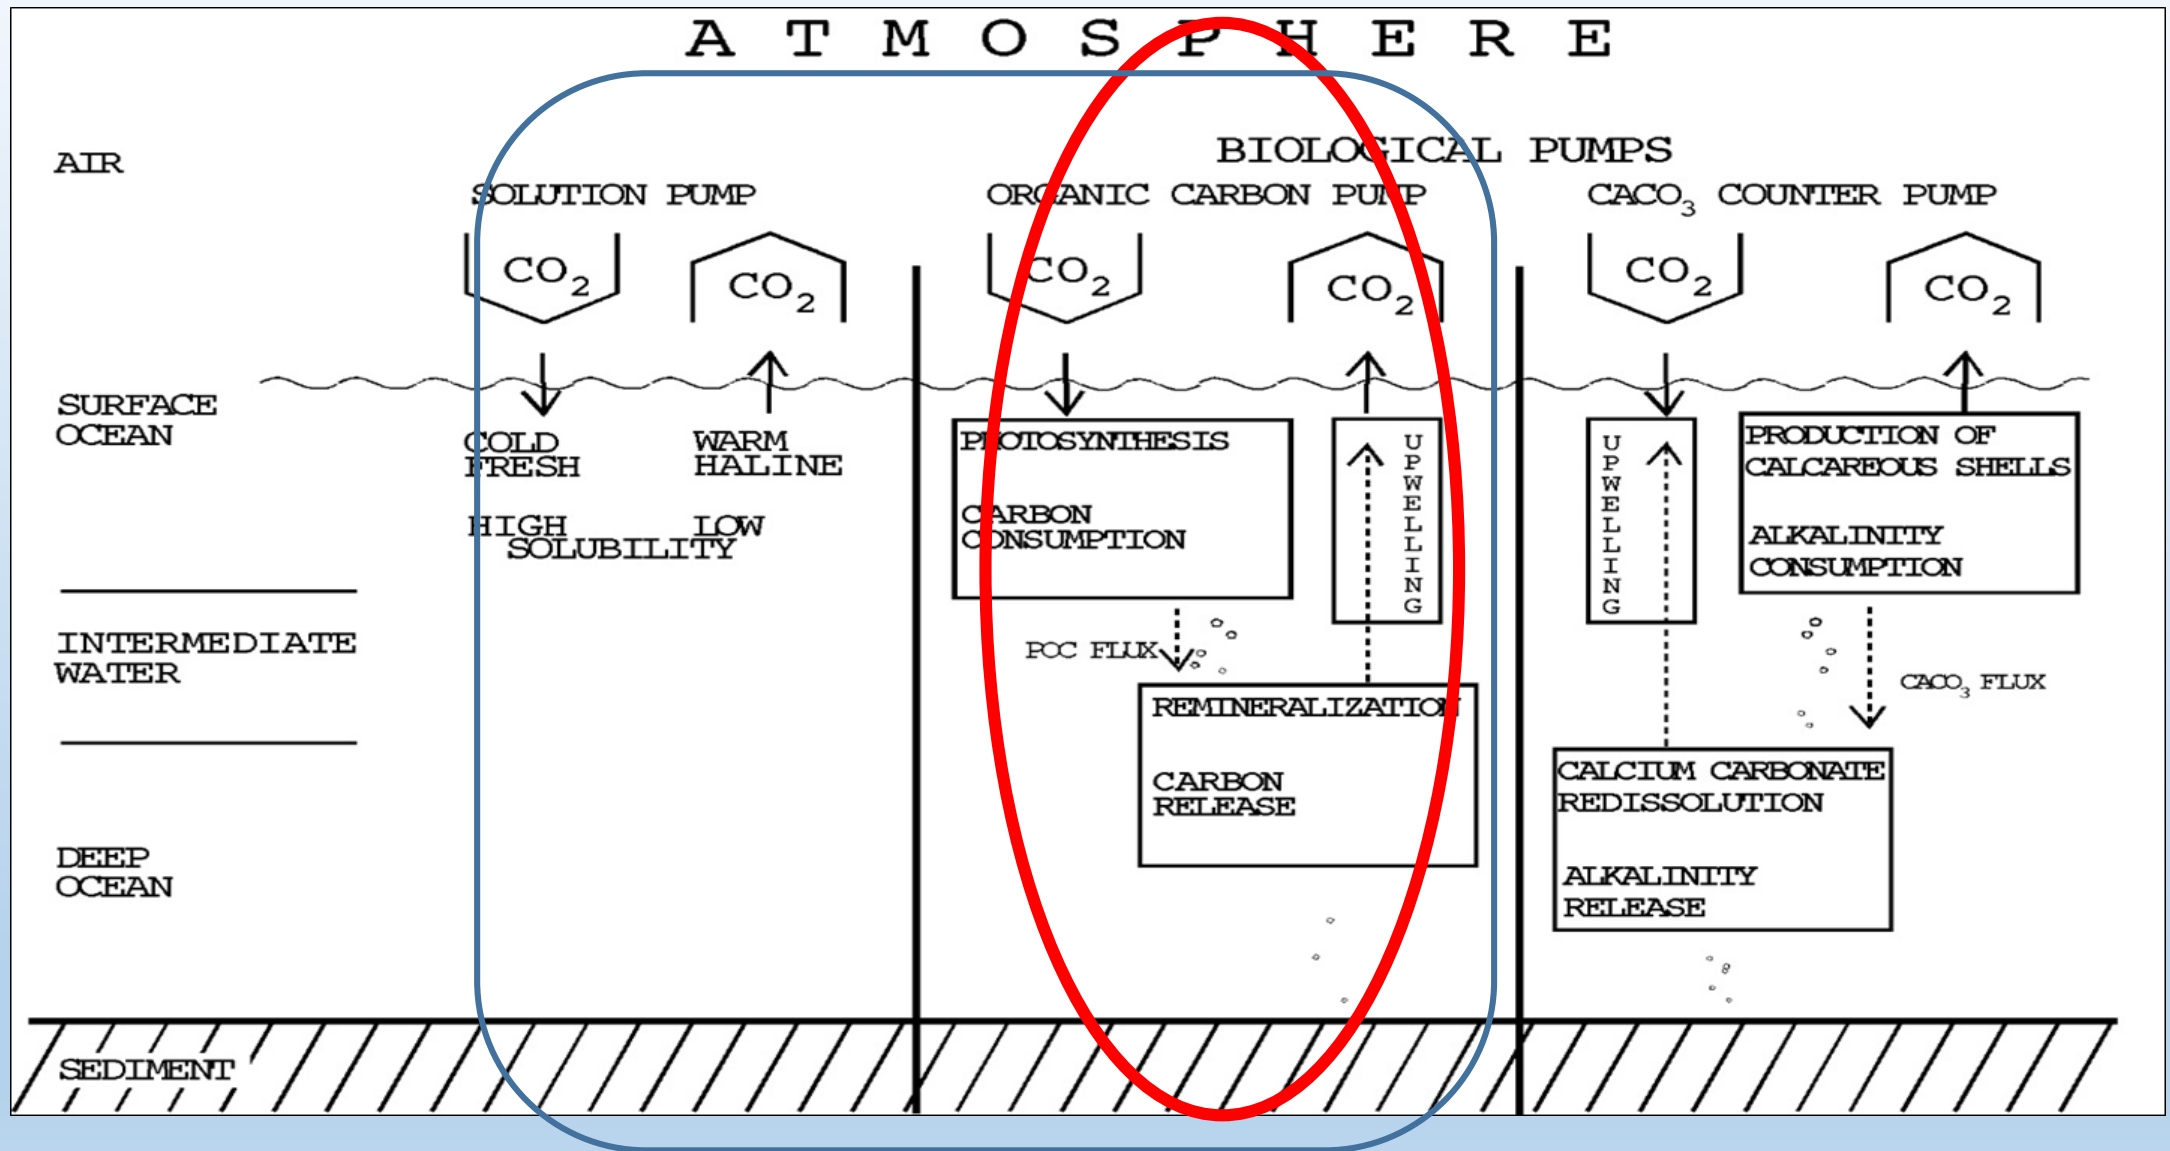 ATMOSPHERE
AIR
BIOLOGICAL PUMPS
SOLUTION PUMP
ORGANIC CARBON PUMP
CACO₃ COUNTER PUMP
CO₂
CO₂
CO₂
CO₂
CO₂
CO₂
SURFACE
OCEAN
COLD
FRESH
WARM
HALINE
HIGH
LOW
SOLUBILITY
PHOTOSYNTHESIS
CARBON
CONSUMPTION
UPWELLING
UPWELLING
PRODUCTION OF
CALCAREOUS SHELLS
ALKALINITY
CONSUMPTION
INTERMEDIATE
WATER
POC FLUX
CACO₃ FLUX
REMINERALIZATION
CARBON
RELEASE
CALCIUM CARBONATE
REDISSOLUTION
ALKALINITY
RELEASE
DEEP
OCEAN
SEDIMENT